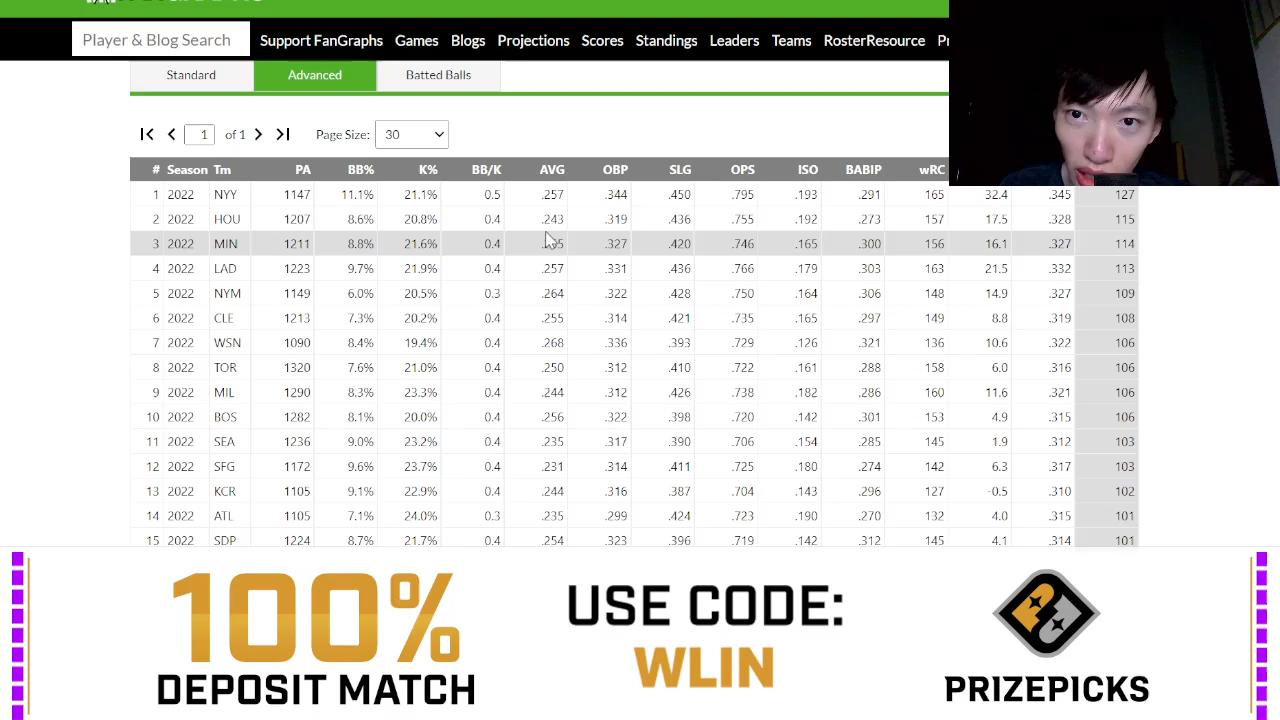 Player & Blog Search Support FanGraphs Games Blogs Projections Scores Standings Leaders Teams RosterResource
Standard Advanced Batted Balls
1 of 1 Page Size: 30
# Season Tm PA BB% K% BB/K AVG OBP SLG OPS ISO BABIP wRC
1 2022 NYY 1147 11.1% 21.1% 0.5 .257 .344 .450 .795 .193 .291 165 32.4 .345 127
2 2022 HOU 1207 8.6% 20.8% 0.4 .243 .319 .436 .755 .192 .273 157 17.5 .328 115
3 2022 MIN 1211 8.8% 21.6% 0.4 .327 .420 .746 .165 .300 156 16.1 .327 114
4 2022 LAD 1223 9.7% 21.9% 0.4 .257 .331 .436 .766 .179 .303 163 21.5 .332 113
5 2022 NYM 1149 6.0% 20.5% 0.3 .264 .322 .428 .750 .164 .306 148 14.9 .327 109
6 2022 CLE 1213 7.3% 20.2% 0.4 .255 .314 .421 .735 .165 .297 149 8.8 .319 108
7 2022 WSN 1090 8.4% 19.4% 0.4 .268 .336 .393 .729 .126 .321 136 10.6 .322 106
8 2022 TOR 1320 7.6% 21.0% 0.4 .250 .312 .410 .722 .161 .288 158 6.0 .316 106
9 2022 MIL 1290 8.3% 23.3% 0.4 .244 .312 .426 .738 .182 .286 160 11.6 .321 106
10 2022 BOS 1282 8.1% 20.0% 0.4 .256 .322 .398 .720 .142 .301 153 4.9 .315 106
11 2022 SEA 1236 9.0% 23.2% 0.4 .235 .317 .390 .706 .154 .285 145 1.9 .312 103
12 2022 SFG 1172 9.6% 23.7% 0.4 .231 .314 .411 .725 .180 .274 142 6.3 .317 103
13 2022 KCR 1105 9.1% 22.9% 0.4 .244 .316 .387 .704 .143 .296 127 -0.5 .310 102
14 2022 ATL 1105 7.1% 24.0% 0.3 .235 .299 .424 .723 .190 .270 132 4.0 .315 101
15 2022 SDP 1224 8.7% 21.7% 0.4 .254 .323 .396 .719 .142 .312 145 4.1 .314 101
100%
DEPOSIT MATCH
USE CODE:
WLIN
PRIZEPICKS